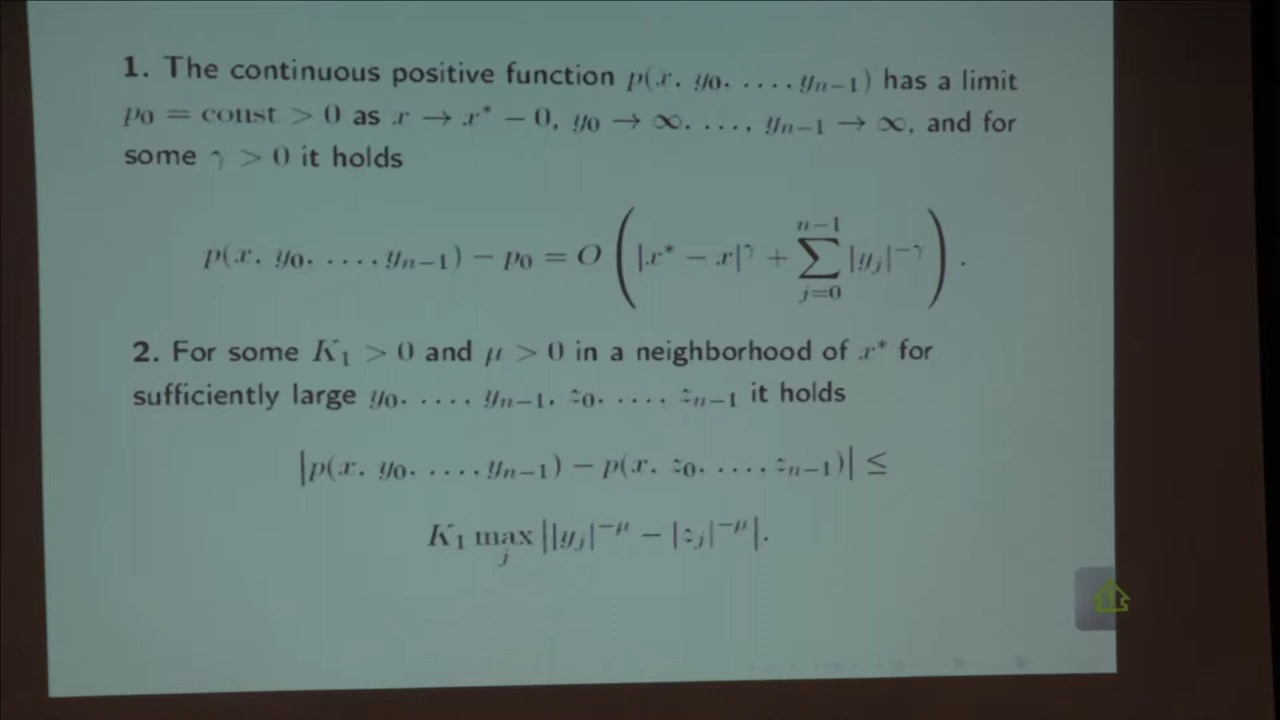 1. The continuous positive function p(x, y₀, . . . , yₙ₋₁) has a limit
p₀ = const > 0 as x → x* − 0, y₀ → ∞, . . . , yₙ₋₁ → ∞, and for
some γ > 0 it holds
p(x, y₀, . . . , yₙ₋₁) − p₀ = O ( |x* − x|^γ + ∑_{j=0}^{n−1} |y_j|^{−γ} ) .
2. For some K₁ > 0 and μ > 0 in a neighborhood of x* for
sufficiently large y₀, . . . , yₙ₋₁, z₀, . . . , zₙ₋₁ it holds
|p(x, y₀, . . . , yₙ₋₁) − p(x, z₀, . . . , zₙ₋₁)| ≤
K₁ max_j | |y_j|^{−μ} − |z_j|^{−μ} |.